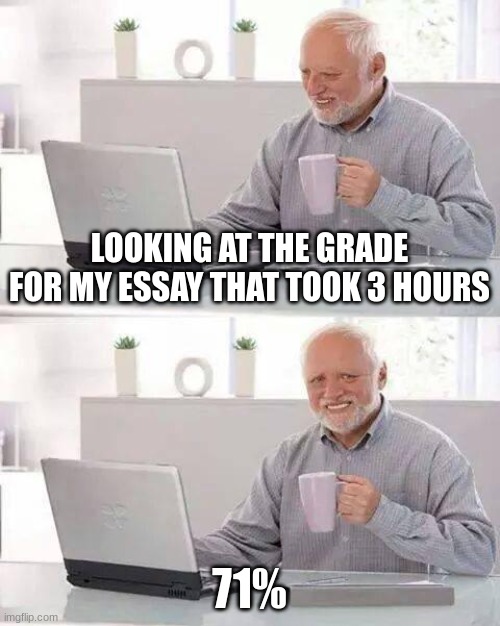 LOOKING AT THE GRADE
FOR MY ESSAY THAT TOOK 3 HOURS
71%
imgflip.com